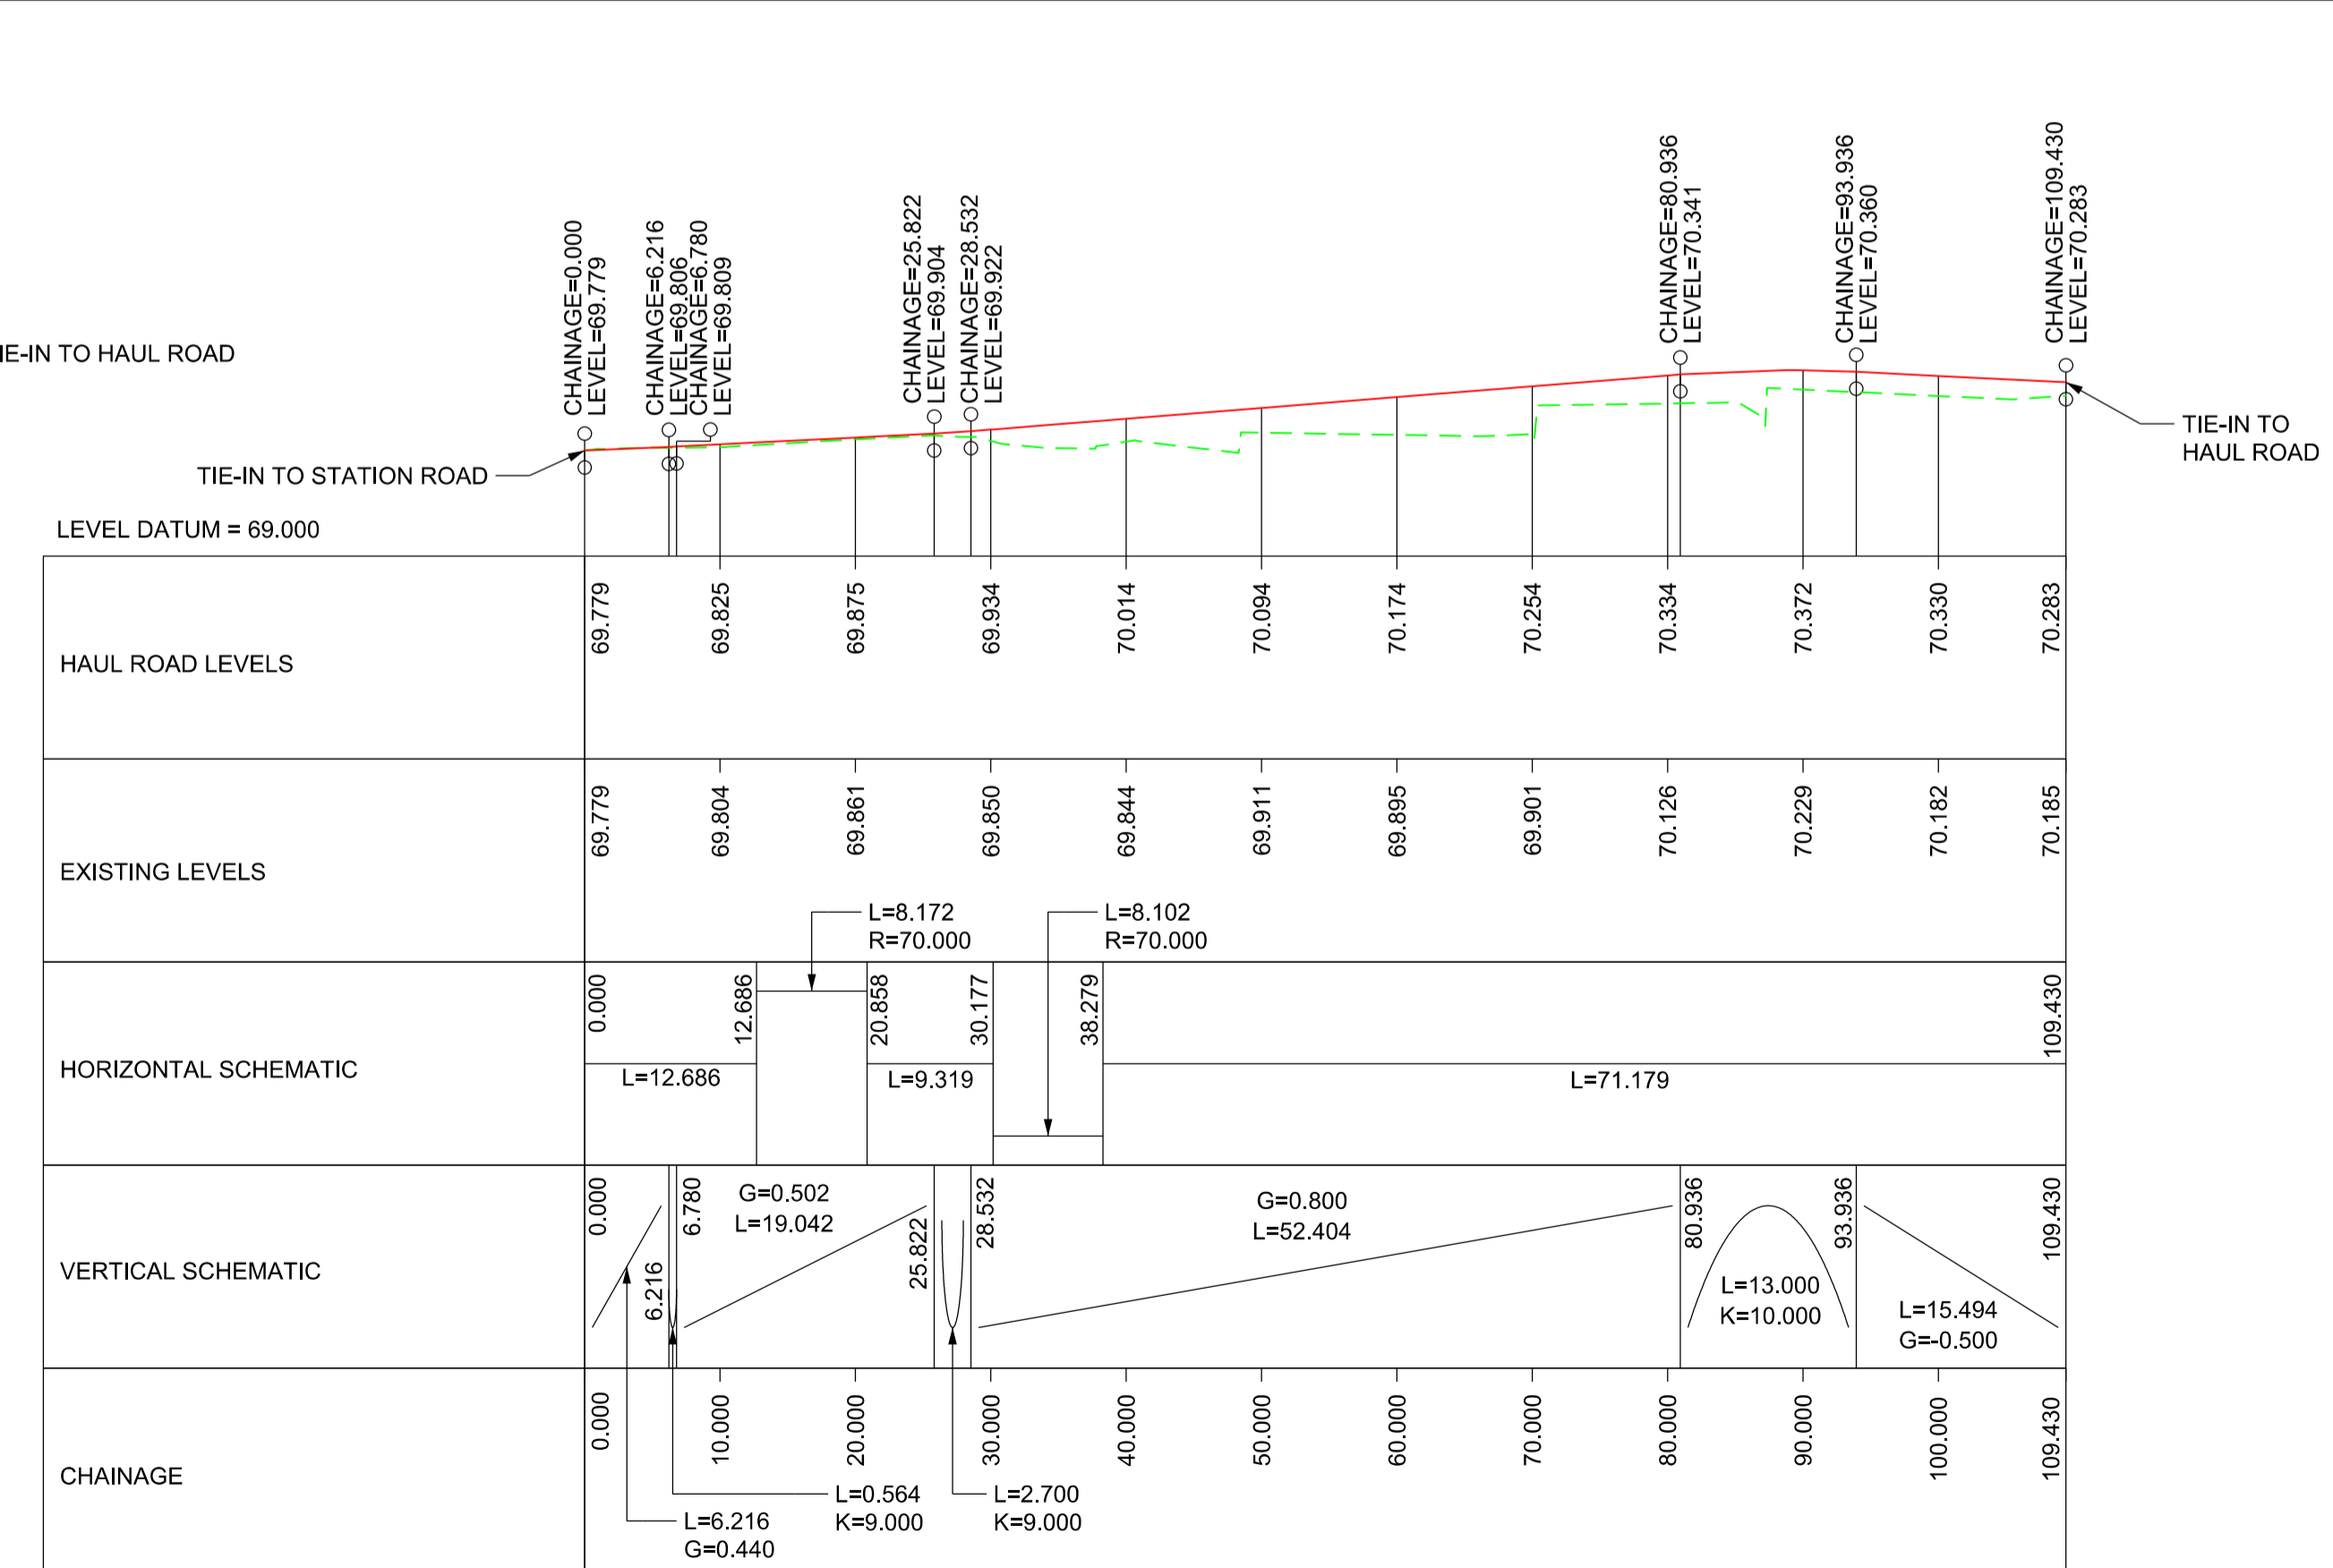 CHAINAGE=0.000
LEVEL=69.779
CHAINAGE=6.216
LEVEL=69.806
CHAINAGE=6.780
LEVEL=69.809
CHAINAGE=25.822
LEVEL=69.904
CHAINAGE=28.532
LEVEL=69.922
CHAINAGE=80.936
LEVEL=70.341
CHAINAGE=93.936
LEVEL=70.360
CHAINAGE=109.430
LEVEL=70.283
IE-IN TO HAUL ROAD
TIE-IN TO STATION ROAD
TIE-IN TO
HAUL ROAD
LEVEL DATUM = 69.000
HAUL ROAD LEVELS
69.779
69.825
69.875
69.934
70.014
70.094
70.174
70.254
70.334
70.372
70.330
70.283
EXISTING LEVELS
69.779
69.804
69.861
69.850
69.844
69.911
69.895
69.901
70.126
70.229
70.182
70.185
L=8.172
R=70.000
L=8.102
R=70.000
HORIZONTAL SCHEMATIC
0.000
12.686
20.858
30.177
38.279
109.430
L=12.686
L=9.319
L=71.179
VERTICAL SCHEMATIC
0.000
6.216
6.780
G=0.502
L=19.042
25.822
28.532
G=0.800
L=52.404
80.936
L=13.000
K=10.000
93.936
L=15.494
G=-0.500
109.430
CHAINAGE
0.000
10.000
20.000
30.000
40.000
50.000
60.000
70.000
80.000
90.000
100.000
109.430
L=0.564
K=9.000
L=2.700
K=9.000
L=6.216
G=0.440